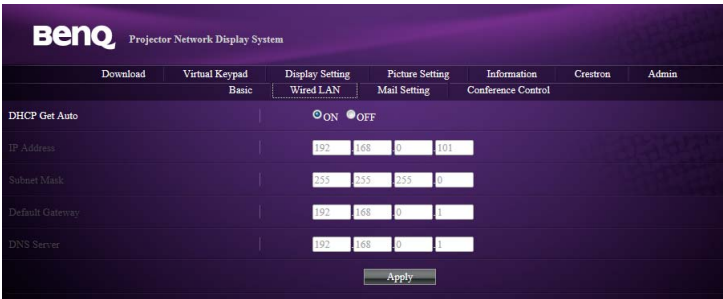 BenQ Projector Network Display System
Download Virtual Keypad Display Setting Picture Setting Information Crestron Admin
Basic Wired LAN Mail Setting Conference Control
DHCP Get Auto ON OFF
IP Address 192 .168 .0 .101
Subnet Mask 255 .255 .255 .0
Default Gateway 192 .168 .0 .1
DNS Server 192 .168 .0 .1
Apply